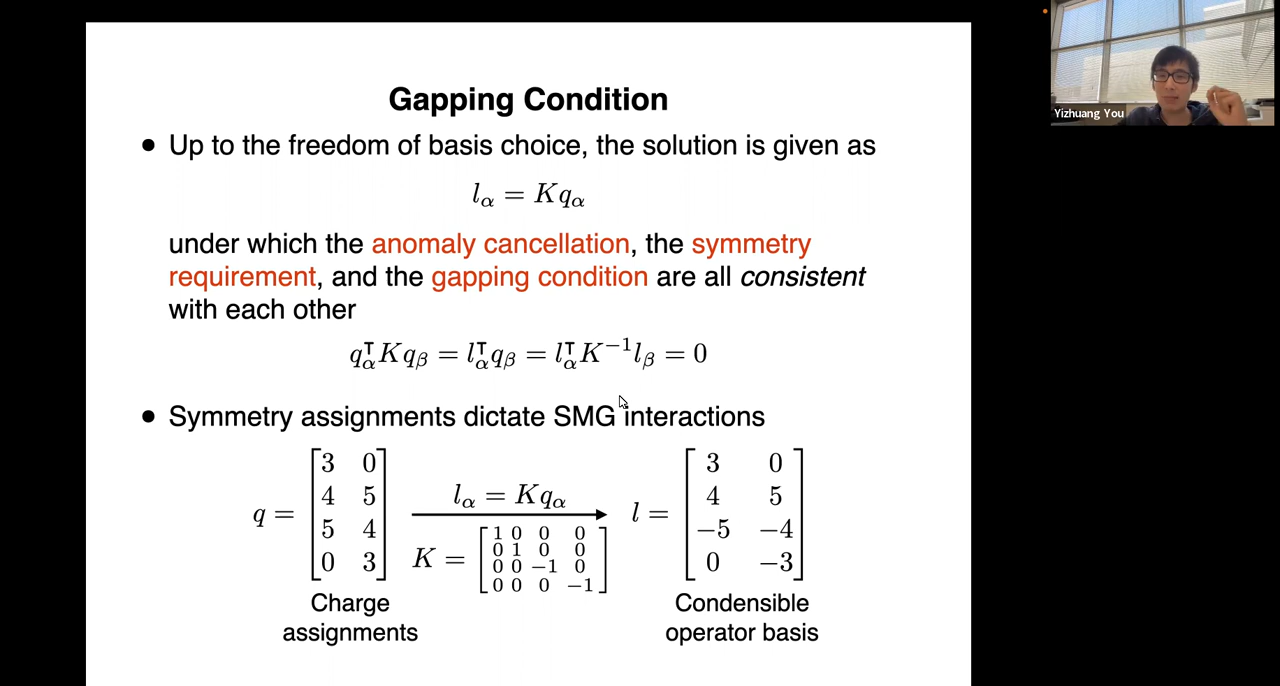 Gapping Condition
• Up to the freedom of basis choice, the solution is given as
l_α = Kq_α
under which the anomaly cancellation, the symmetry
requirement, and the gapping condition are all consistent
with each other
q_α^⊤ K q_β = l_α^⊤ q_β = l_α^⊤ K^{-1} l_β = 0
• Symmetry assignments dictate SMG interactions
q = [3 0; 4 5; 5 4; 0 3]
l_α = Kq_α
K = [1 0 0 0; 0 1 0 0; 0 0 −1 0; 0 0 0 −1]
l = [3 0; 4 5; −5 −4; 0 −3]
Charge
assignments
Condensible
operator basis
Yizhuang You